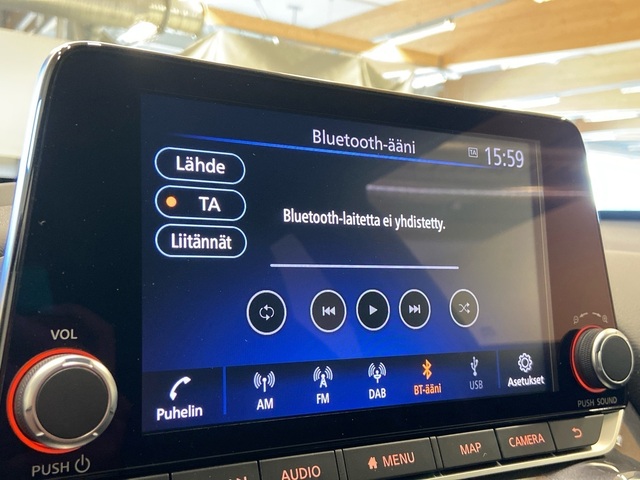 Bluetooth-ääni
TA 15:59
Lähde
TA
Liitännät
Bluetooth-laitetta ei yhdistetty.
Puhelin
AM
FM
DAB
BT-ääni
USB
Asetukset
VOL
PUSH
PUSH SOUND
AUDIO
MENU
MAP
CAMERA